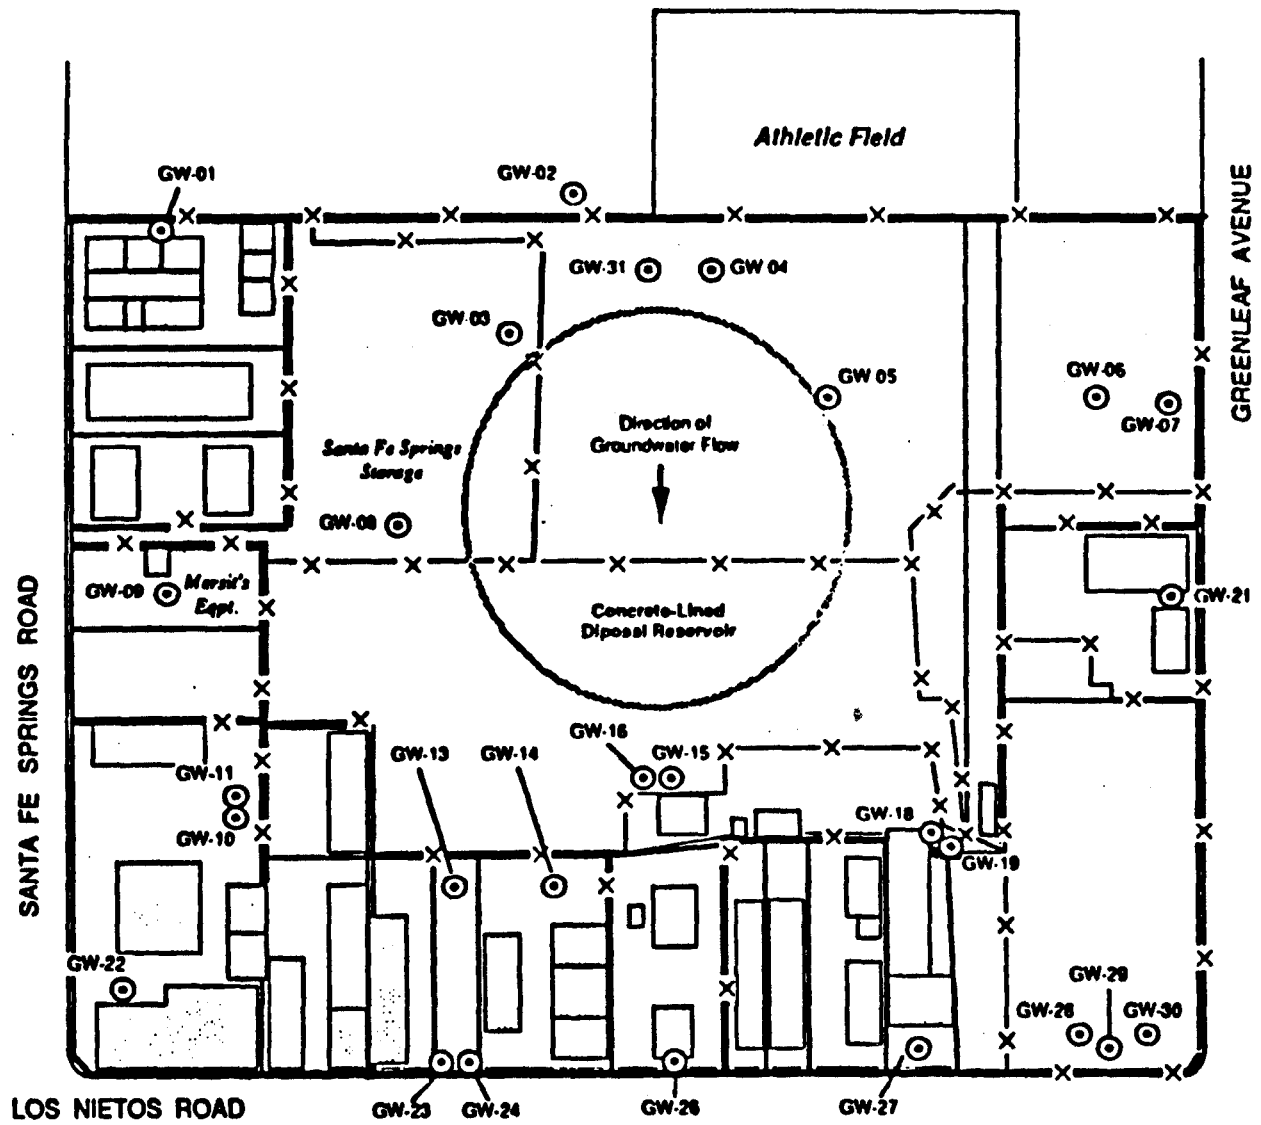 Athletic Field
GW-01
GW-02
GREENLEAF AVENUE
GW-31
GW 04
GW-03
GW-06
GW 05
GW-07
Direction of
Groundwater Flow
Santa Fe Springs
Storage
GW-08
GW-09
Marsit's
Eqpt.
GW-21
Concrete-Lined
Diposal Reservoir
SANTA FE SPRINGS ROAD
GW-16
GW-13
GW-14
GW-15
GW-11
GW-10
GW-18
GW-19
GW-22
GW-29
GW-28
GW-30
GW-23
GW-24
GW-26
GW-27
LOS NIETOS ROAD